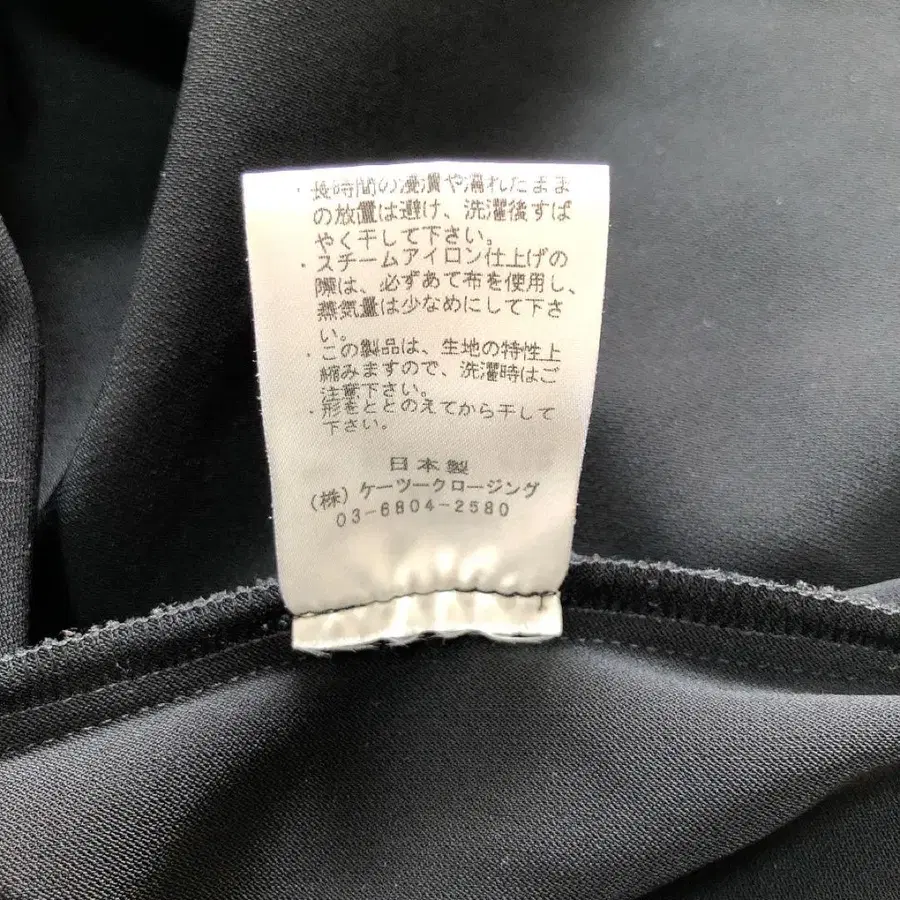 ・長時間の浸漬や濡れたまま
の放置は避け、洗濯後すば
やく干して下さい。
・スチームアイロン仕上げの
際は、必ずあて布を使用し、
蒸気量は少なめにして下さ
い。
・この製品は、生地の特性上
縮みますので、洗濯時はご
注意下さい。
・形をととのえてから干して
下さい。
日本製
(株)ケーツークロージング
03-6804-2580